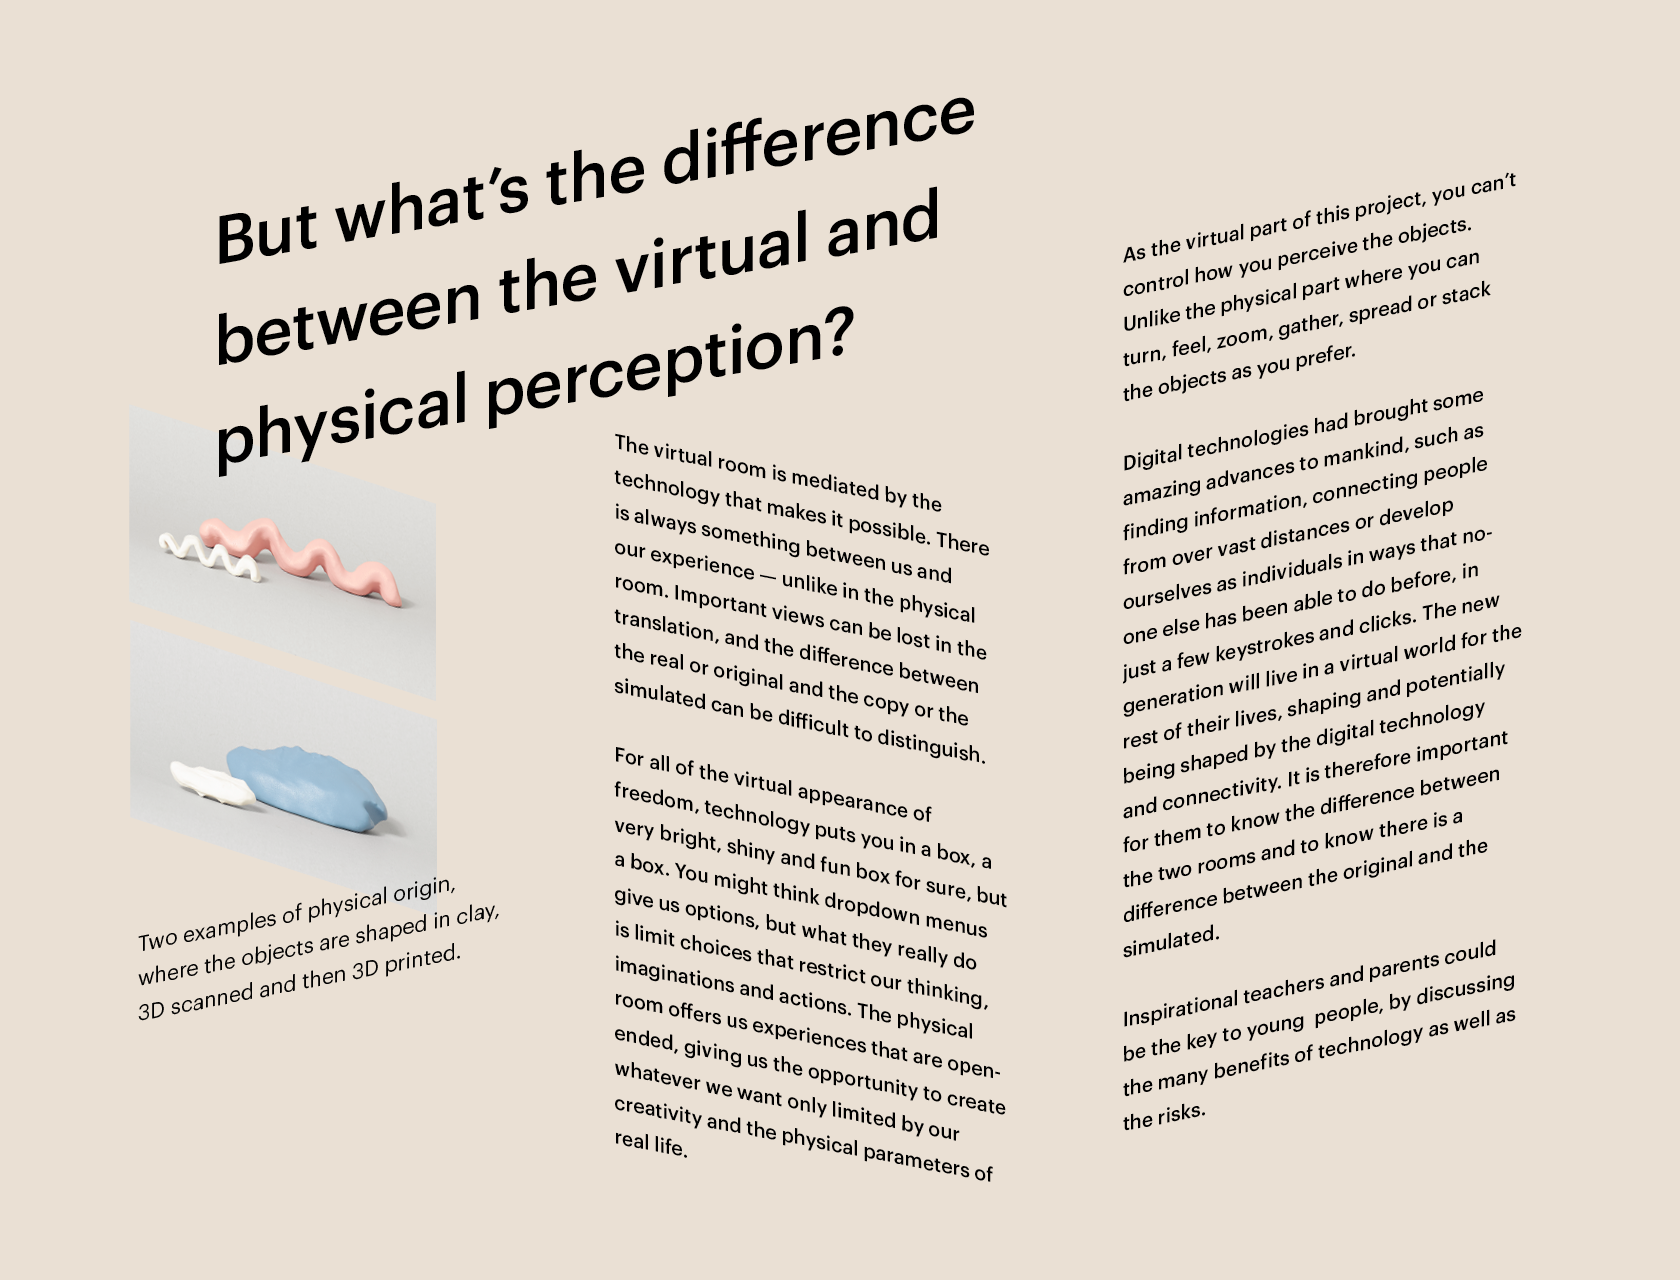 But what’s the difference
between the virtual and
physical perception?
Two examples of physical origin,
where the objects are shaped in clay,
3D scanned and then 3D printed.
The virtual room is mediated by the
technology that makes it possible. There
is always something between us and
our experience — unlike in the physical
room. Important views can be lost in the
translation, and the difference between
the real or original and the copy or the
simulated can be difficult to distinguish.
For all of the virtual appearance of
freedom, technology puts you in a box, a
very bright, shiny and fun box for sure, but
a box. You might think dropdown menus
give us options, but what they really do
is limit choices that restrict our thinking,
imaginations and actions. The physical
room offers us experiences that are open-
ended, giving us the opportunity to create
whatever we want only limited by our
creativity and the physical parameters of
real life.
As the virtual part of this project, you can’t
control how you perceive the objects.
Unlike the physical part where you can
turn, feel, zoom, gather, spread or stack
the objects as you prefer.
Digital technologies had brought some
amazing advances to mankind, such as
finding information, connecting people
from over vast distances or develop
ourselves as individuals in ways that no-
one else has been able to do before, in
just a few keystrokes and clicks. The new
generation will live in a virtual world for the
rest of their lives, shaping and potentially
being shaped by the digital technology
and connectivity. It is therefore important
for them to know the difference between
the two rooms and to know there is a
difference between the original and the
simulated.
Inspirational teachers and parents could
be the key to young  people, by discussing
the many benefits of technology as well as
the risks.